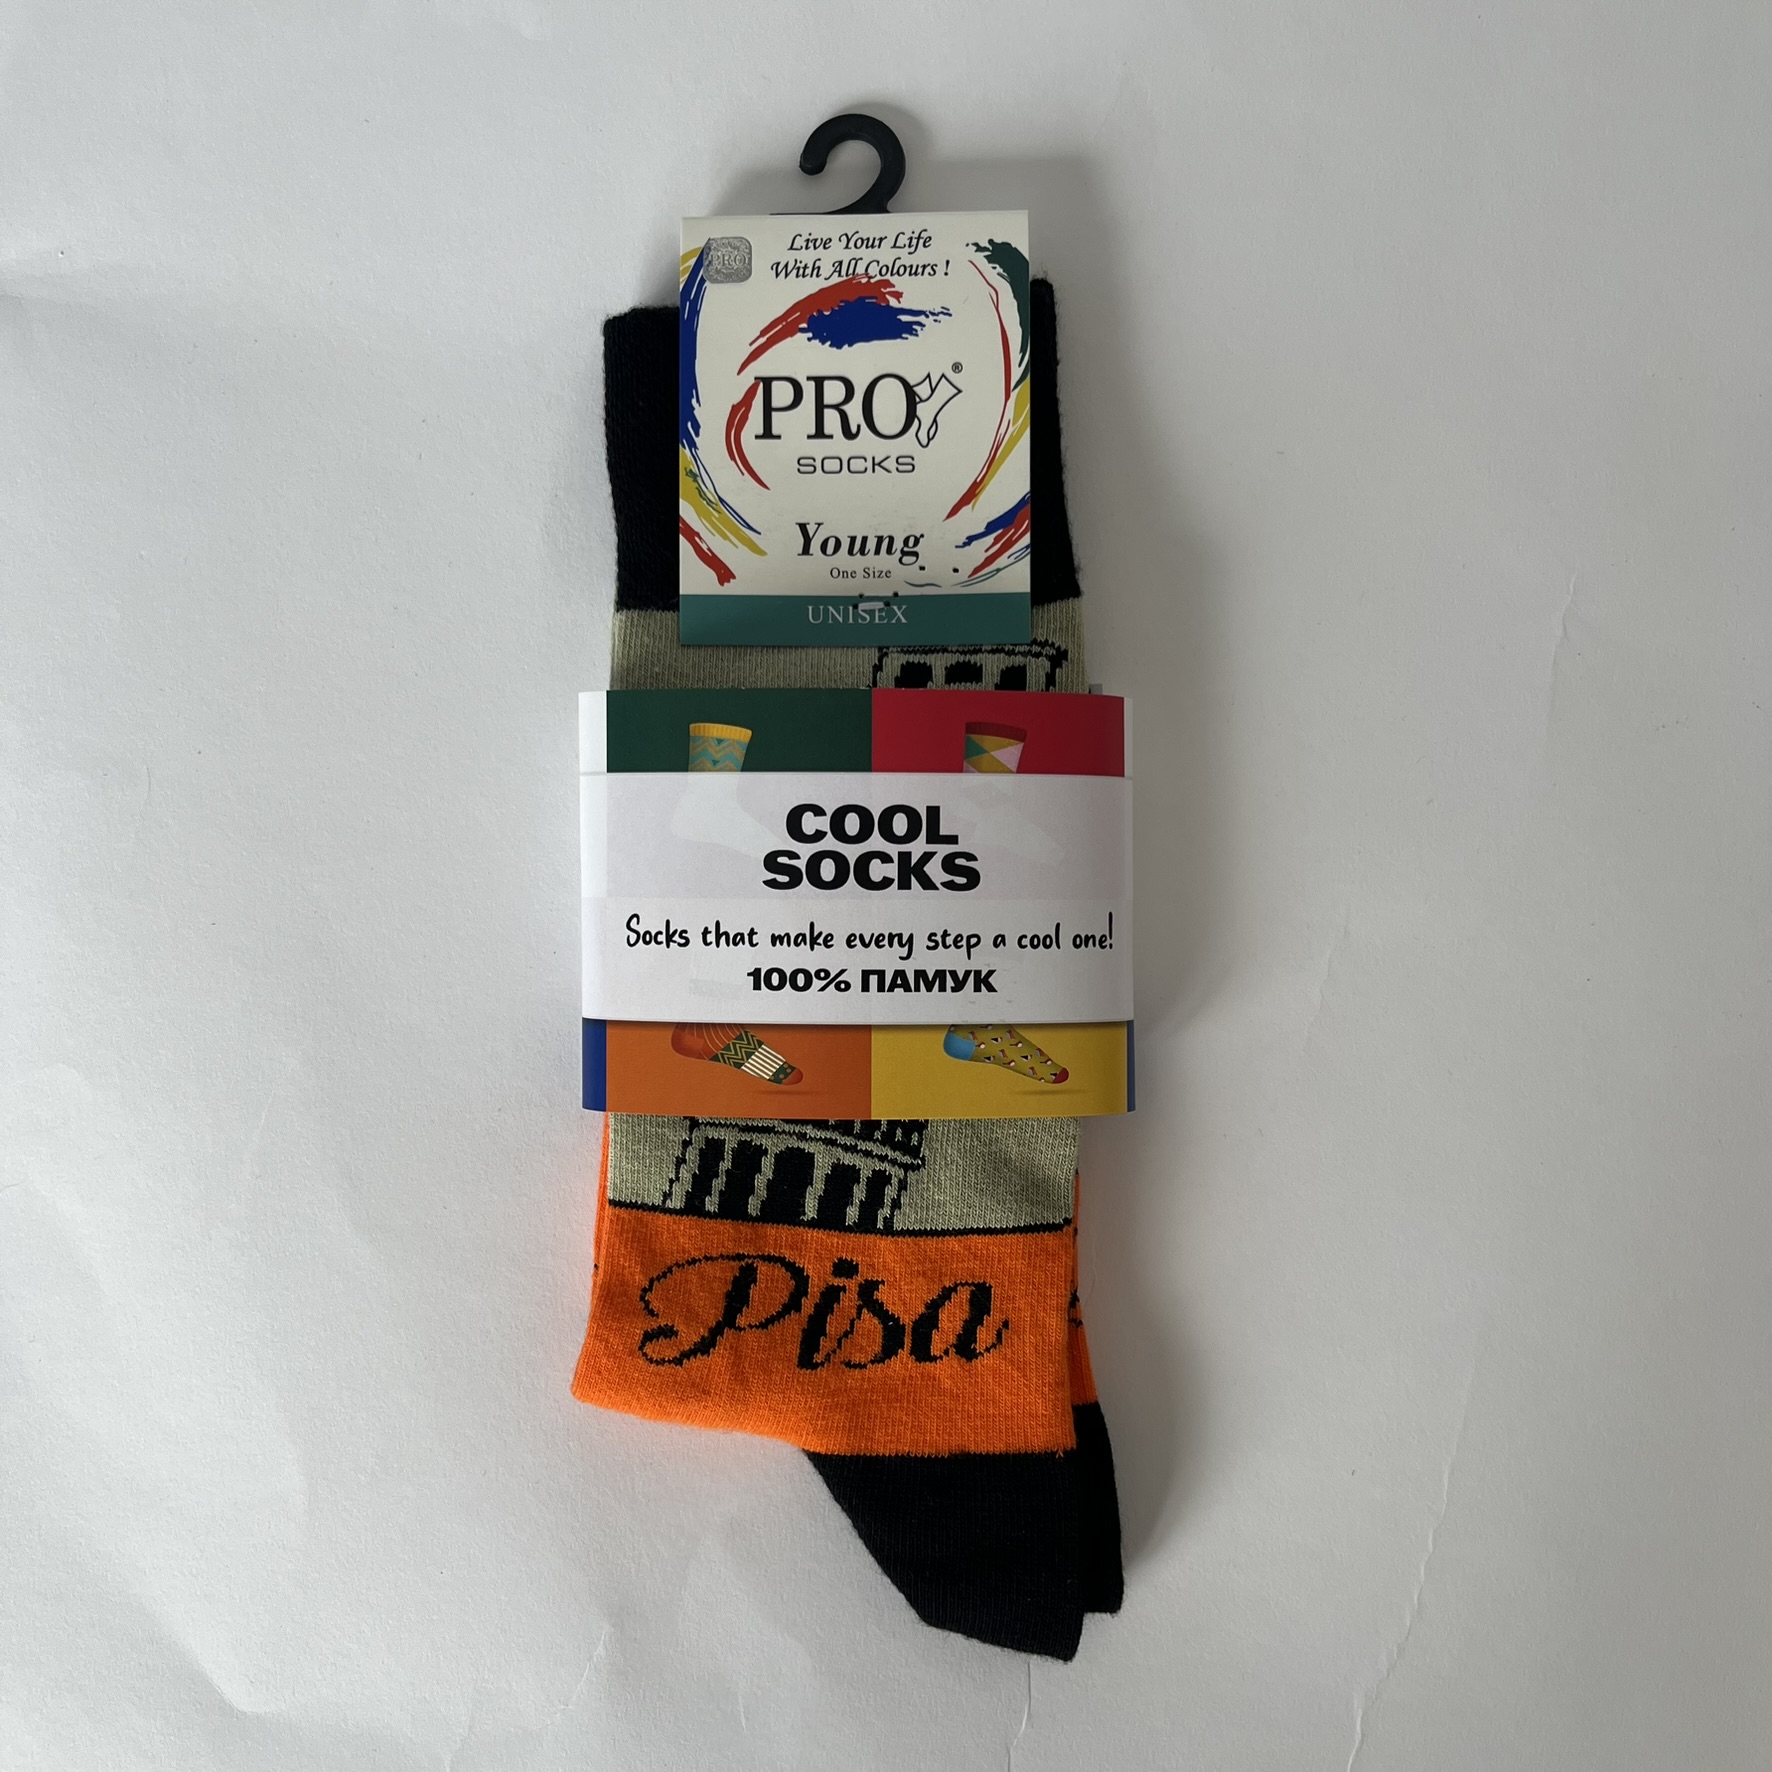 PRO
Live Your Life
With All Colours !
PRO ®
SOCKS
Young
One Size
UNISEX
COOL
SOCKS
Socks that make every step a cool one!
100% ПАМУК
Pisa